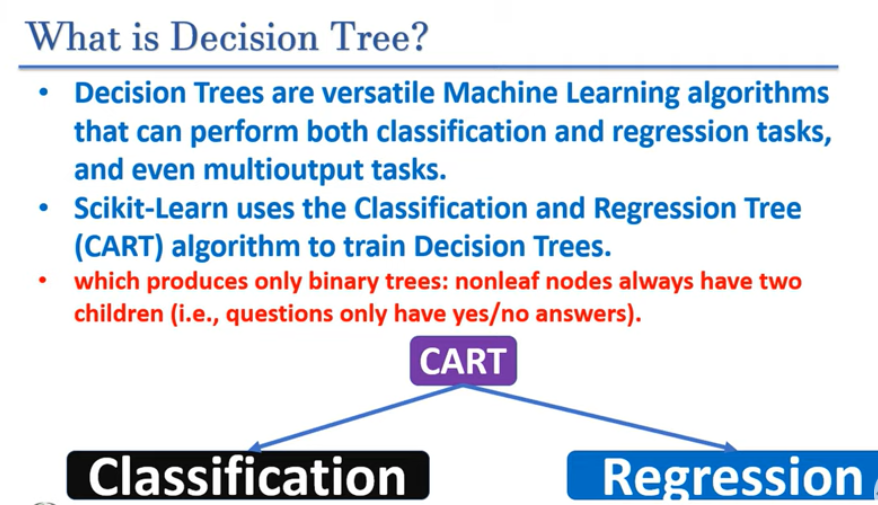 What is Decision Tree?
• Decision Trees are versatile Machine Learning algorithms
that can perform both classification and regression tasks,
and even multioutput tasks.
• Scikit-Learn uses the Classification and Regression Tree
(CART) algorithm to train Decision Trees.
• which produces only binary trees: nonleaf nodes always have two
children (i.e., questions only have yes/no answers).
CART
Classification
Regression